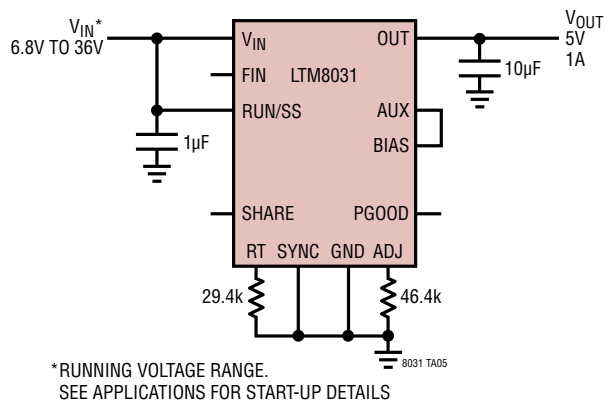 VIN*
6.8V TO 36V
VIN
FIN
LTM8031
RUN/SS
1µF
SHARE
OUT
AUX
BIAS
PGOOD
VOUT
5V
1A
10µF
RT SYNC GND ADJ
29.4k
46.4k
8031 TA05
*RUNNING VOLTAGE RANGE.
SEE APPLICATIONS FOR START-UP DETAILS